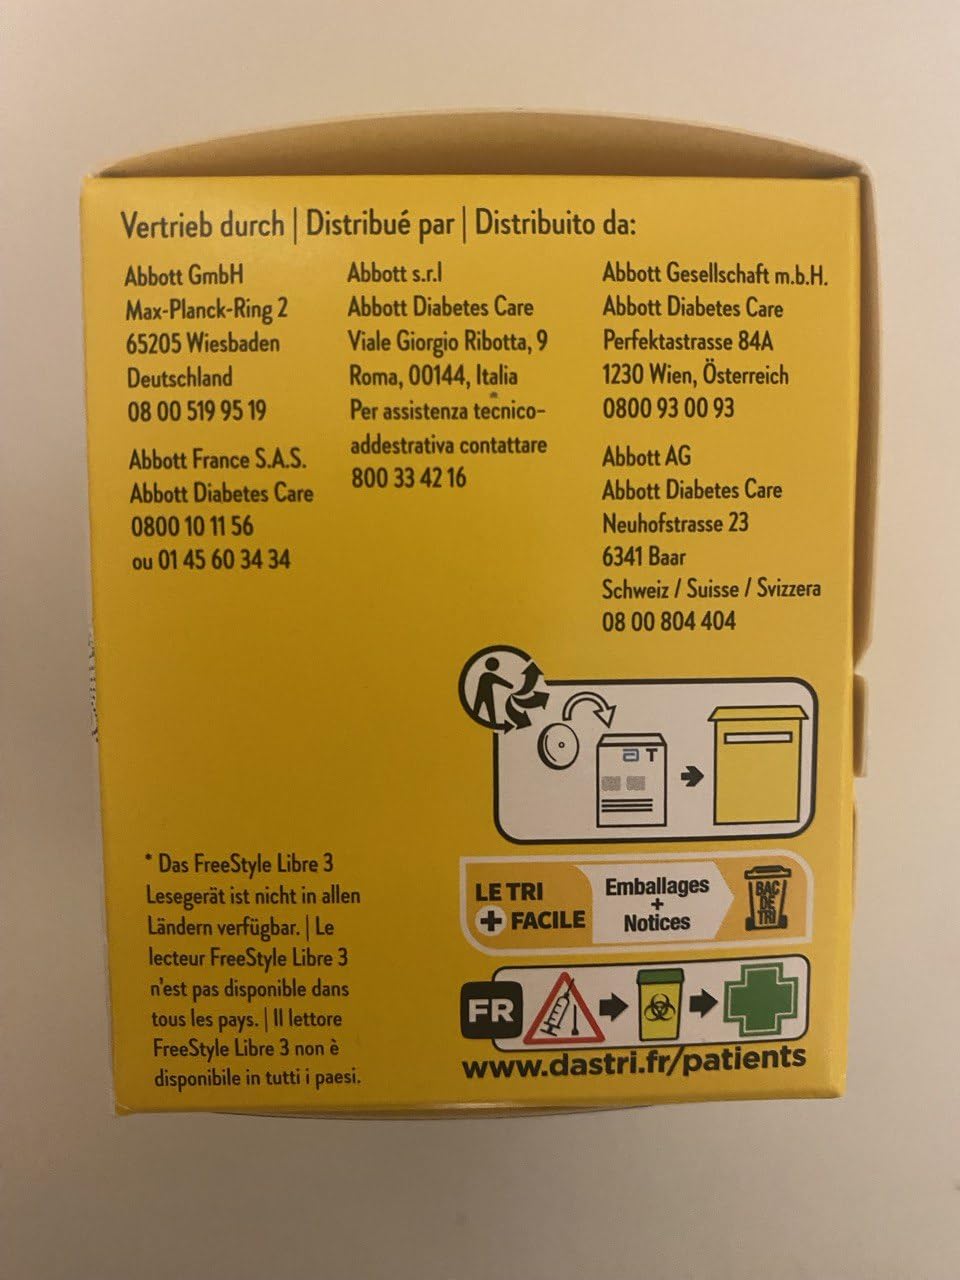 Vertrieb durch | Distribué par | Distribuito da:
Abbott GmbH
Max-Planck-Ring 2
65205 Wiesbaden
Deutschland
08 00 519 95 19
Abbott France S.A.S.
Abbott Diabetes Care
0800 10 11 56
ou 01 45 60 34 34
Abbott s.r.l
Abbott Diabetes Care
Viale Giorgio Ribotta, 9
Roma, 00144, Italia
Per assistenza tecnico-
addestrativa contattare
800 33 42 16
Abbott Gesellschaft m.b.H.
Abbott Diabetes Care
Perfektastrasse 84A
1230 Wien, Österreich
0800 93 00 93
Abbott AG
Abbott Diabetes Care
Neuhofstrasse 23
6341 Baar
Schweiz / Suisse / Svizzera
08 00 804 404
* Das FreeStyle Libre 3
Lesegerät ist nicht in allen
Ländern verfügbar. | Le
lecteur FreeStyle Libre 3
n'est pas disponible dans
tous les pays. | Il lettore
FreeStyle Libre 3 non è
disponibile in tutti i paesi.
a T
LE TRI
+ FACILE
Emballages
+
Notices
BAC
DE
TRI
FR
www.dastri.fr/patients